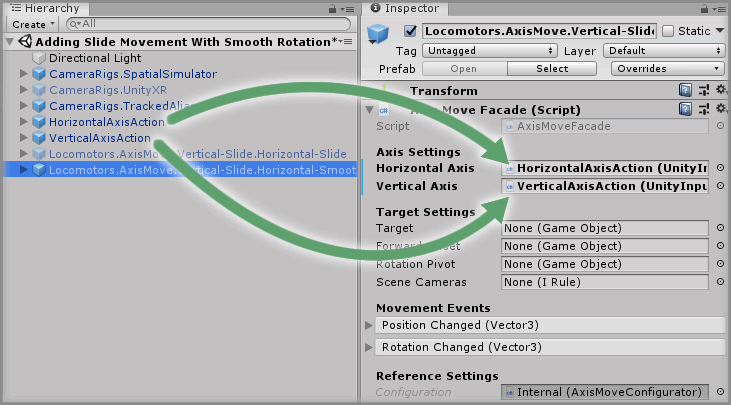 Hierarchy
Create
All
Adding Slide Movement With Smooth Rotation*
Directional Light
CameraRigs.SpatialSimulator
CameraRigs.UnityXR
CameraRigs.TrackedAlia
HorizontalAxisAction
VerticalAxisAction
Locomotors.AxisMove.Vertical-Slide.Horizontal-Slide
Locomotors.AxisMove.Vertical-Slide.Horizontal-Smoot
Inspector
Locomotors.AxisMove.Vertical-Slide
Static
Tag Untagged Layer Default
Prefab Open Select Overrides
Transform
Axis Move Facade (Script)
Script AxisMoveFacade
Axis Settings
Horizontal Axis HorizontalAxisAction (UnityIn
Vertical Axis VerticalAxisAction (UnityInpu
Target Settings
Target None (Game Object)
Forward Offset None (Game Object)
Rotation Pivot None (Game Object)
Scene Cameras None (I Rule)
Movement Events
Position Changed (Vector3)
Rotation Changed (Vector3)
Reference Settings
Configuration Internal (AxisMoveConfigurator)